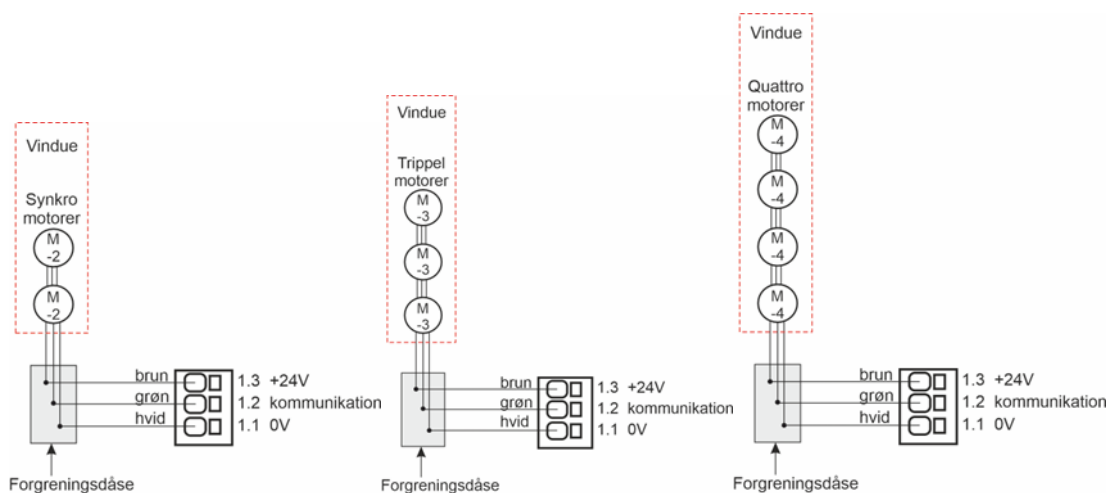 Vindue
Synkro
motorer
M
-2
M
-2
brun 1.3 +24V
grøn 1.2 kommunikation
hvid 1.1 0V
Forgreningsdåse
Vindue
Trippel
motorer
M
-3
M
-3
M
-3
brun 1.3 +24V
grøn 1.2 kommunikation
hvid 1.1 0V
Forgreningsdåse
Vindue
Quattro
motorer
M
-4
M
-4
M
-4
M
-4
brun 1.3 +24V
grøn 1.2 kommunikation
hvid 1.1 0V
Forgreningsdåse